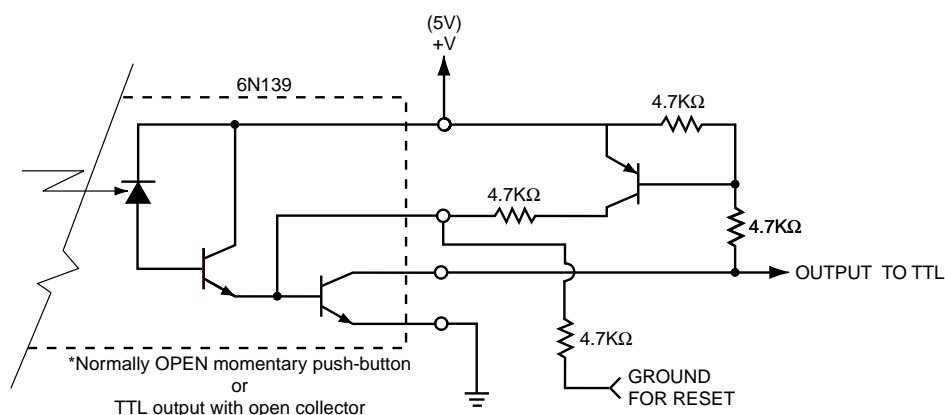 (5V)
+V
6N139
4.7KΩ
4.7KΩ
4.7KΩ
OUTPUT TO TTL
4.7KΩ
*Normally OPEN momentary push-button
or
TTL output with open collector
GROUND
FOR RESET